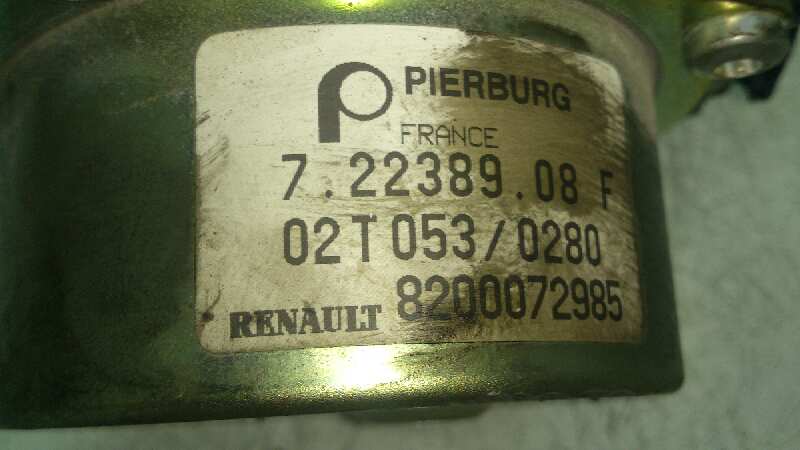 PIERBURG
FRANCE
7.22389.08 F
02T053/0280
RENAULT 8200072985